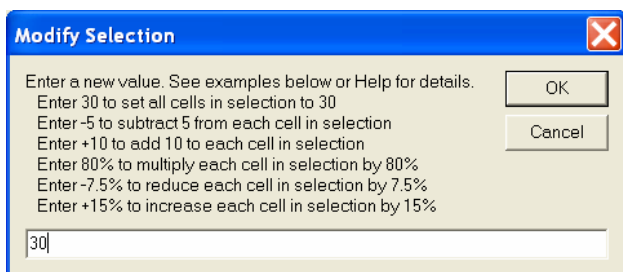 Modify Selection
Enter a new value. See examples below or Help for details.
Enter 30 to set all cells in selection to 30
Enter -5 to subtract 5 from each cell in selection
Enter +10 to add 10 to each cell in selection
Enter 80% to multiply each cell in selection by 80%
Enter -7.5% to reduce each cell in selection by 7.5%
Enter +15% to increase each cell in selection by 15%
OK
Cancel
30